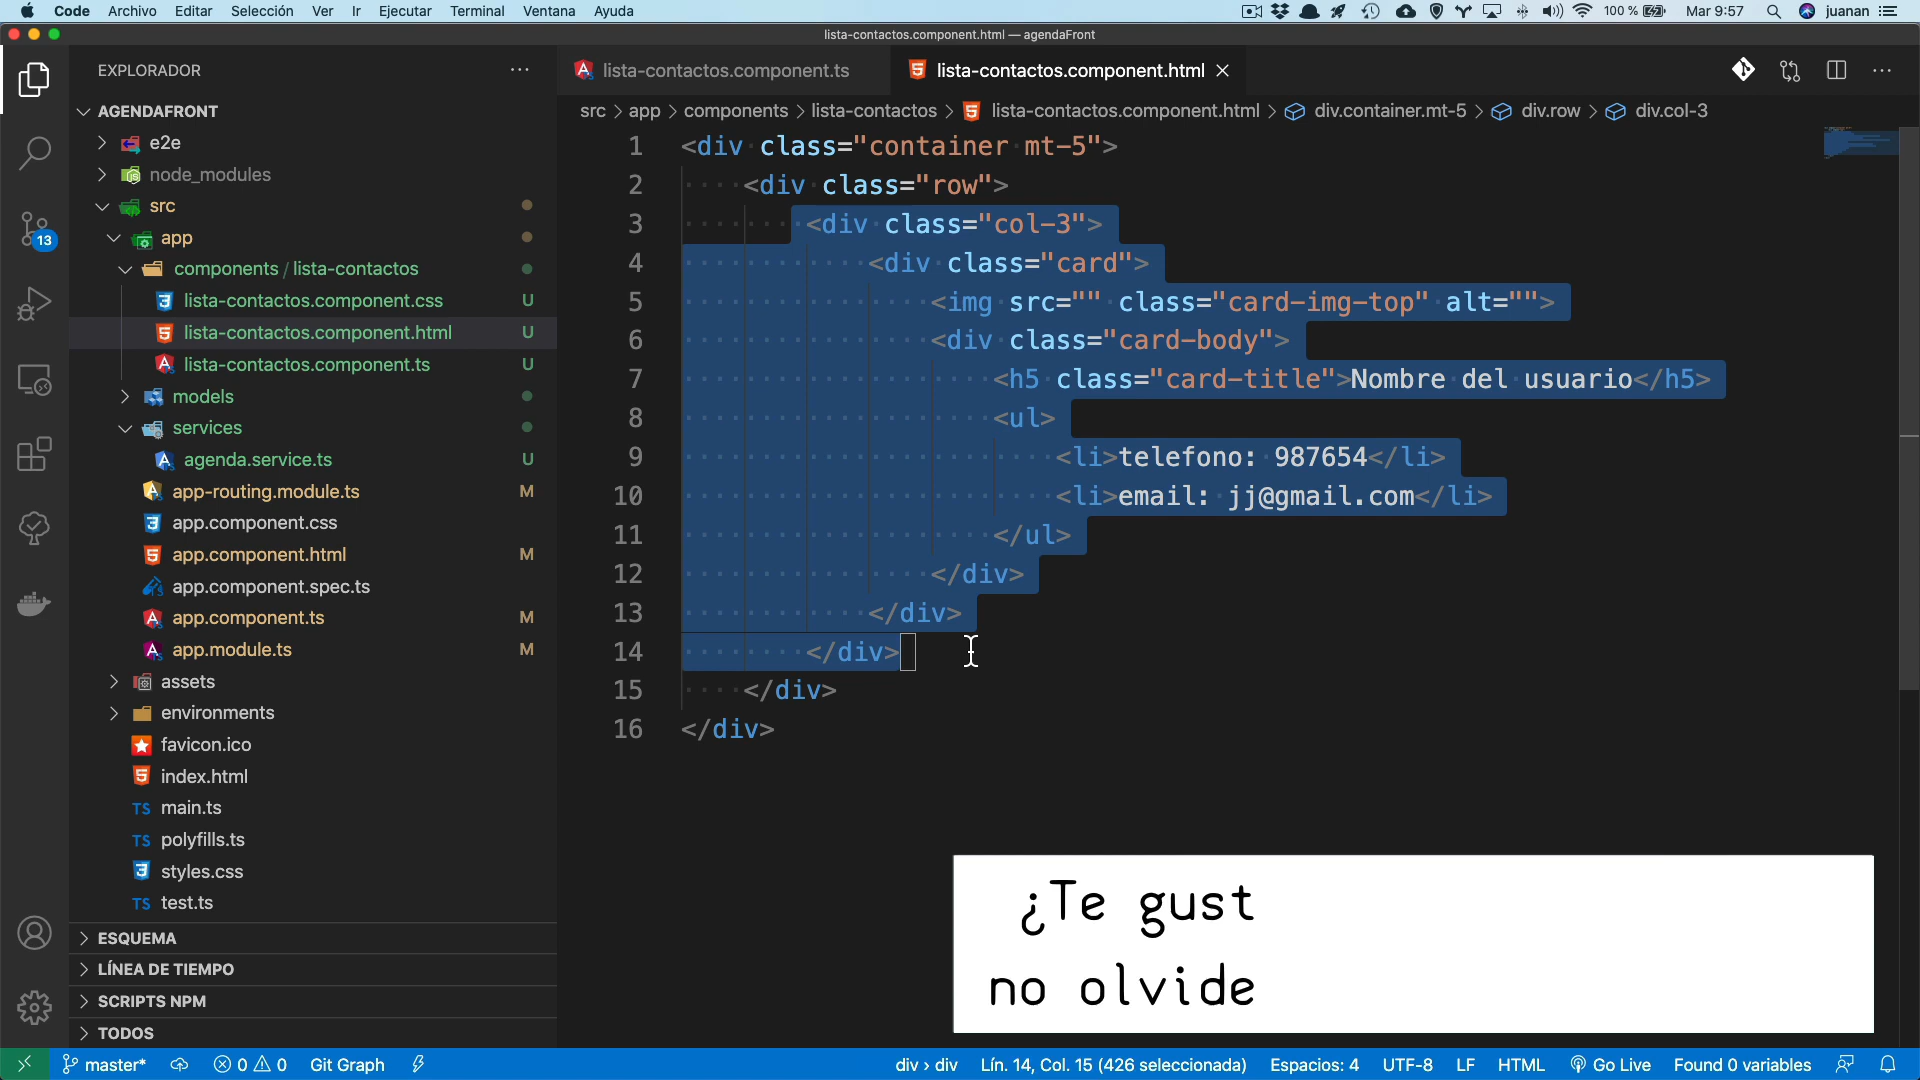 Code Archivo Editar Selección Ver Ir Ejecutar Terminal Ventana Ayuda 100 % Mar 9:57 juanan
lista-contactos.component.html — agendaFront
EXPLORADOR
AGENDAFRONT
e2e
node_modules
src
app
components / lista-contactos
lista-contactos.component.css U
lista-contactos.component.html U
lista-contactos.component.ts U
models
services
agenda.service.ts U
app-routing.module.ts M
app.component.css
app.component.html M
app.component.spec.ts
app.component.ts M
app.module.ts M
assets
environments
favicon.ico
index.html
main.ts
polyfills.ts
styles.css
test.ts
ESQUEMA
LÍNEA DE TIEMPO
SCRIPTS NPM
TODOS
13
lista-contactos.component.ts lista-contactos.component.html
src > app > components > lista-contactos > lista-contactos.component.html > div.container.mt-5 > div.row > div.col-3
1 <div class="container mt-5">
2 <div class="row">
3 <div class="col-3">
4 <div class="card">
5 <img src="" class="card-img-top" alt="">
6 <div class="card-body">
7 <h5 class="card-title">Nombre del usuario</h5>
8 <ul>
9 <li>telefono: 987654</li>
10 <li>email: jj@gmail.com</li>
11 </ul>
12 </div>
13 </div>
14 </div>
15 </div>
16 </div>
¿Te gust
no olvide
master* 0 0 Git Graph div > div Lín. 14, Col. 15 (426 seleccionada) Espacios: 4 UTF-8 LF HTML Go Live Found 0 variables